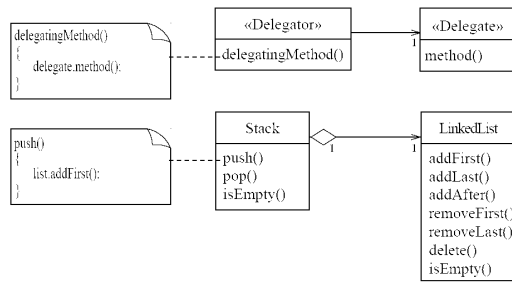 delegatingMethod()
{
delegate.method();
}
«Delegator»
delegatingMethod()
1
«Delegate»
method()
push()
{
list.addFirst();
}
Stack
push()
pop()
isEmpty()
1
1
LinkedList
addFirst()
addLast()
addAfter()
removeFirst()
removeLast()
delete()
isEmpty()